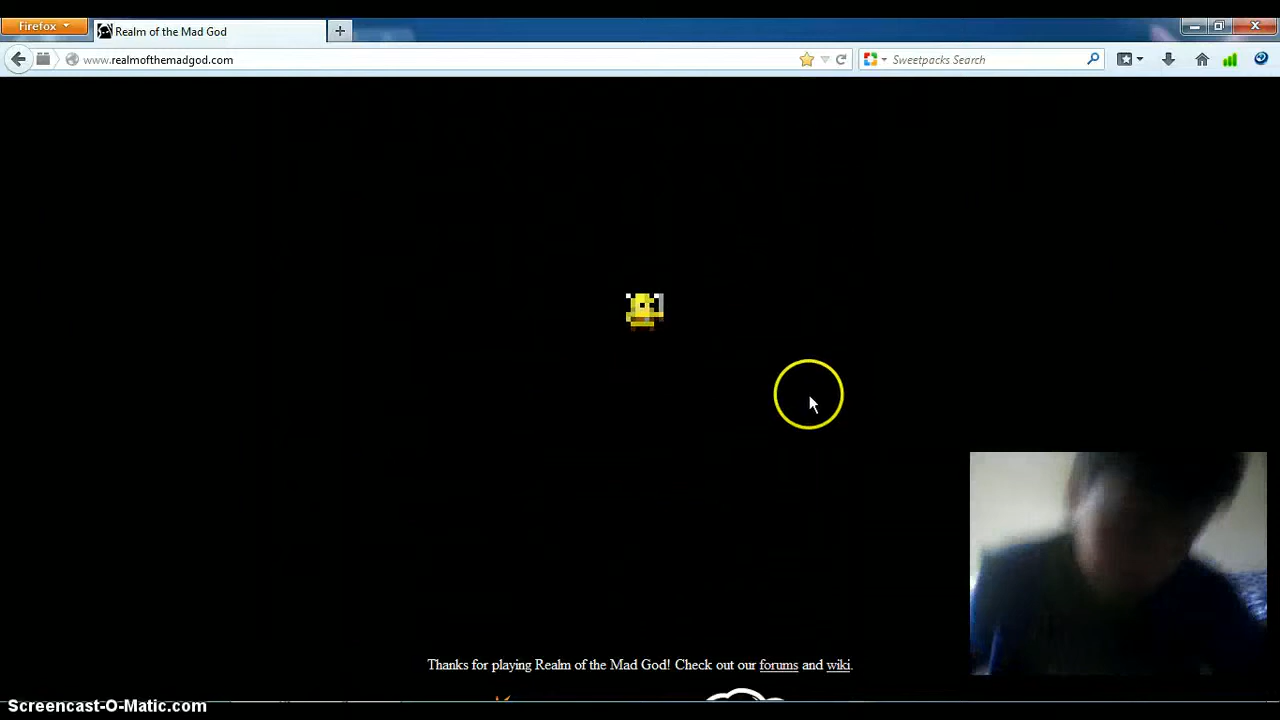 Firefox
Realm of the Mad God
www.realmofthemadgod.com
Sweetpacks Search
Thanks for playing Realm of the Mad God! Check out our forums and wiki.
Screencast-O-Matic.com